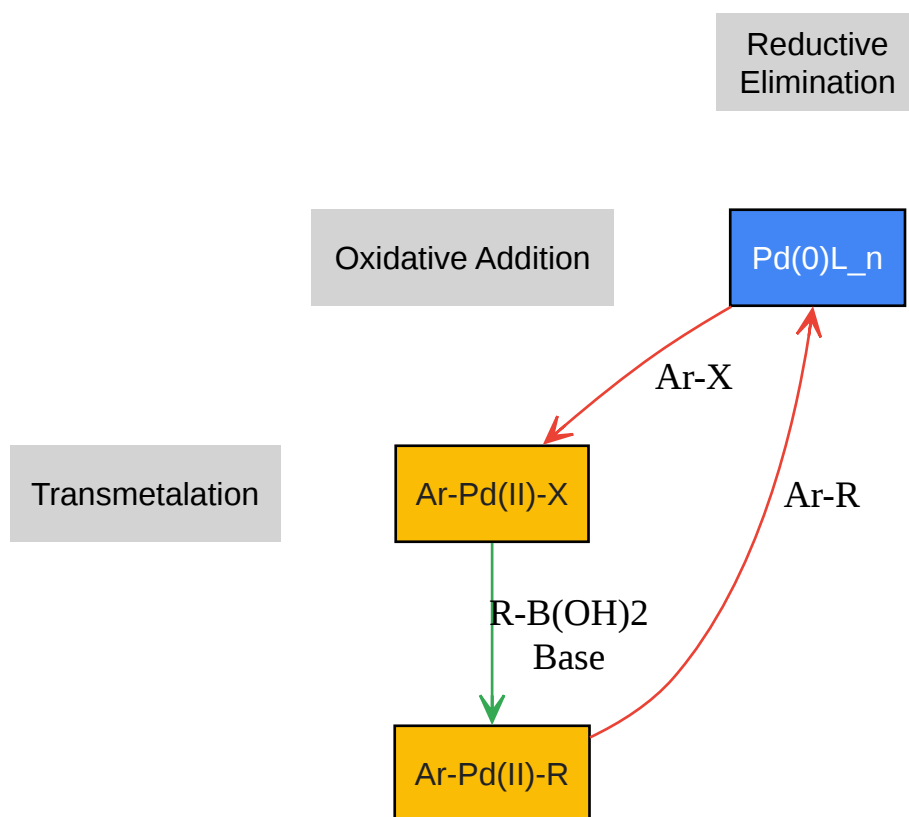 Reductive
Elimination
Oxidative Addition
Pd(0)L_n
Ar-X
Transmetalation
Ar-Pd(II)-X
Ar-R
R-B(OH)2
Base
Ar-Pd(II)-R